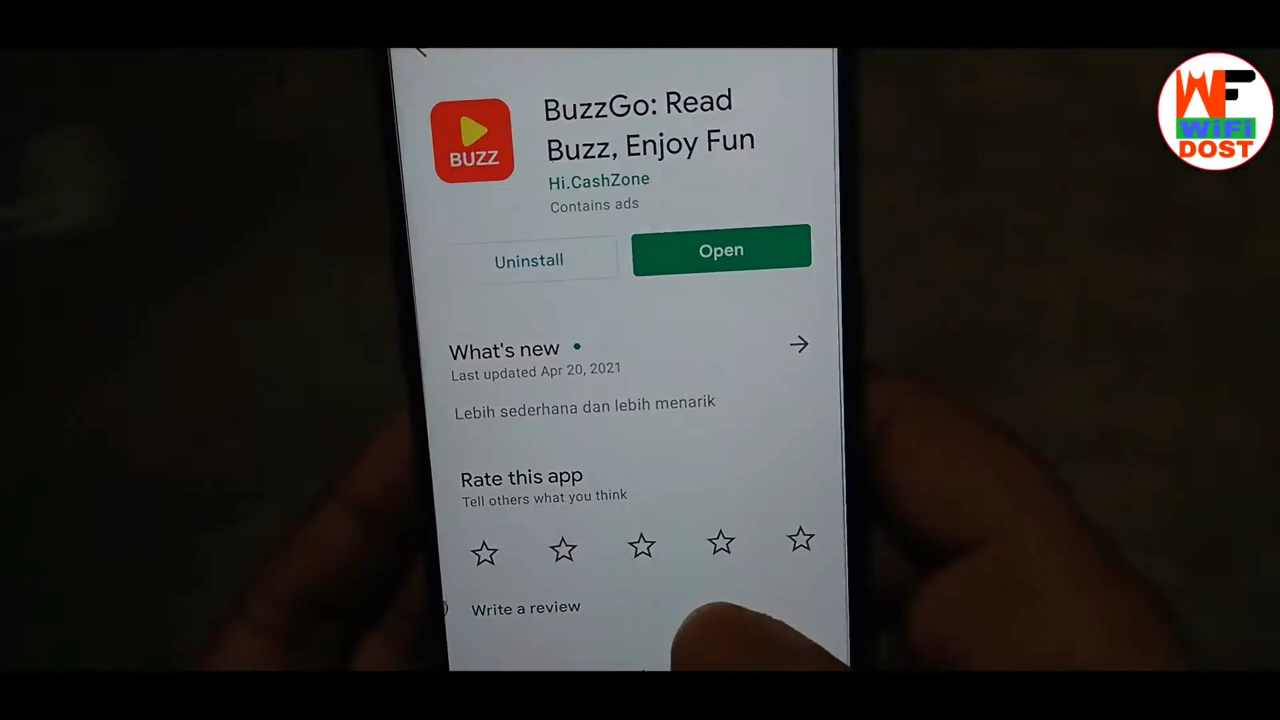 BuzzGo: Read
Buzz, Enjoy Fun
BUZZ
Hi.CashZone
Contains ads
Uninstall
Open
What's new
Last updated Apr 20, 2021
Lebih sederhana dan lebih menarik
Rate this app
Tell others what you think
Write a review
WF
WiFi
DOST